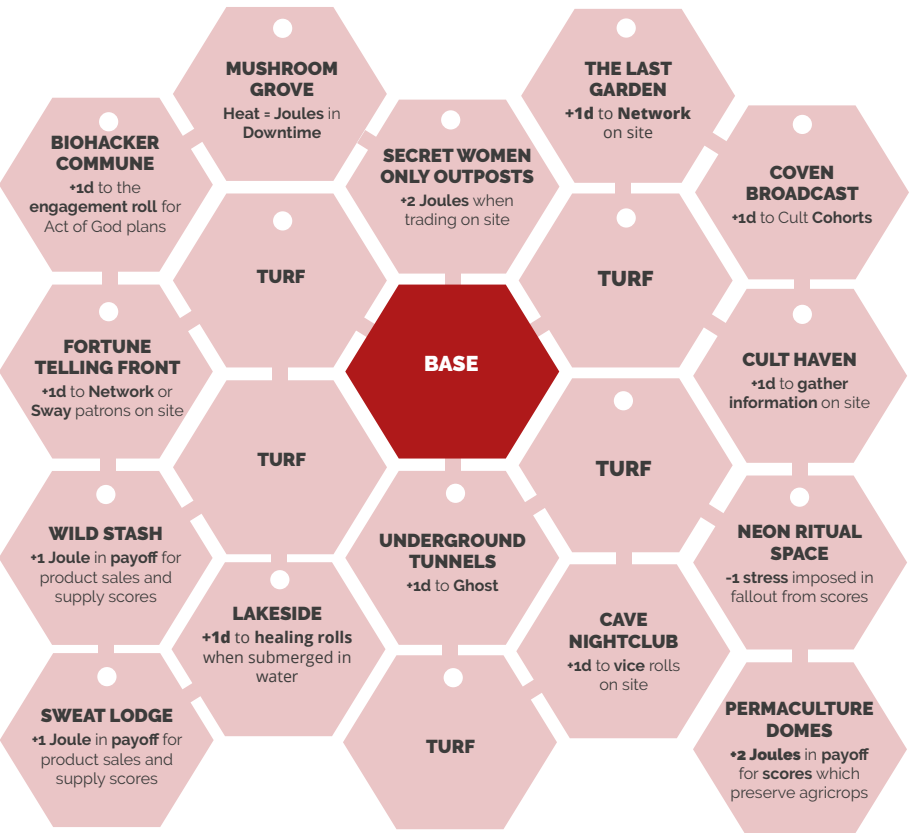 MUSHROOM
GROVE
Heat = Joules in
Downtime
THE LAST
GARDEN
+1d to Network
on site
BIOHACKER
COMMUNE
+1d to the
engagement roll for
Act of God plans
SECRET WOMEN
ONLY OUTPOSTS
+2 Joules when
trading on site
COVEN
BROADCAST
+1d to Cult Cohorts
TURF
TURF
FORTUNE
TELLING FRONT
+1d to Network or
Sway patrons on site
BASE
CULT HAVEN
+1d to gather
information on site
TURF
TURF
WILD STASH
+1 Joule in payoff for
product sales and
supply scores
UNDERGROUND
TUNNELS
+1d to Ghost
NEON RITUAL
SPACE
-1 stress imposed in
fallout from scores
LAKESIDE
+1d to healing rolls
when submerged in
water
CAVE
NIGHTCLUB
+1d to vice rolls
on site
SWEAT LODGE
+1 Joule in payoff for
product sales and
supply scores
TURF
PERMACULTURE
DOMES
+2 Joules in payoff
for scores which
preserve agricrops